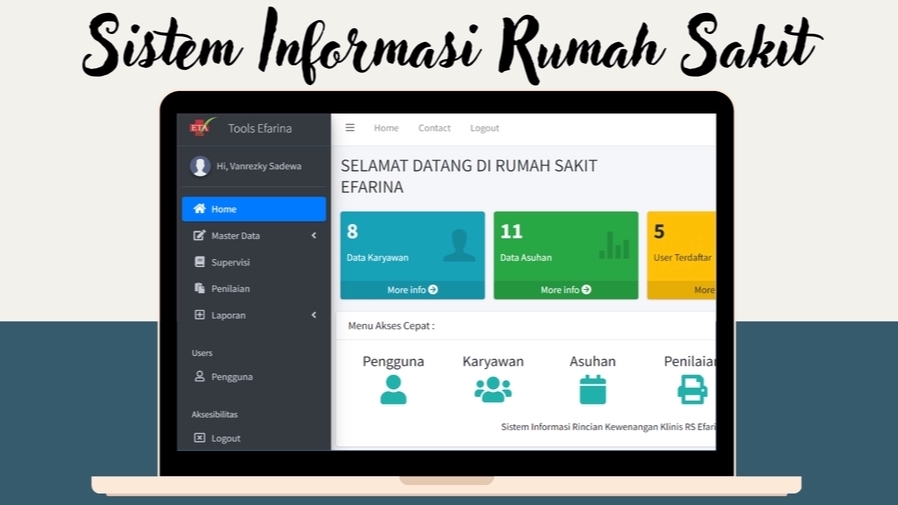 Sistem Informasi Rumah Sakit
ETA Tools Efarina
Hi, Vanrezky Sadewa
Home
Master Data
Supervisi
Penilaian
Laporan
Users
Pengguna
Aksesibilitas
Logout
Home Contact Logout
SELAMAT DATANG DI RUMAH SAKIT
EFARINA
8
Data Karyawan
More info
11
Data Asuhan
More info
5
User Terdaftar
More
Menu Akses Cepat :
Pengguna Karyawan Asuhan Penilaian
Sistem Informasi Rincian Kewenangan Klinis RS Efari